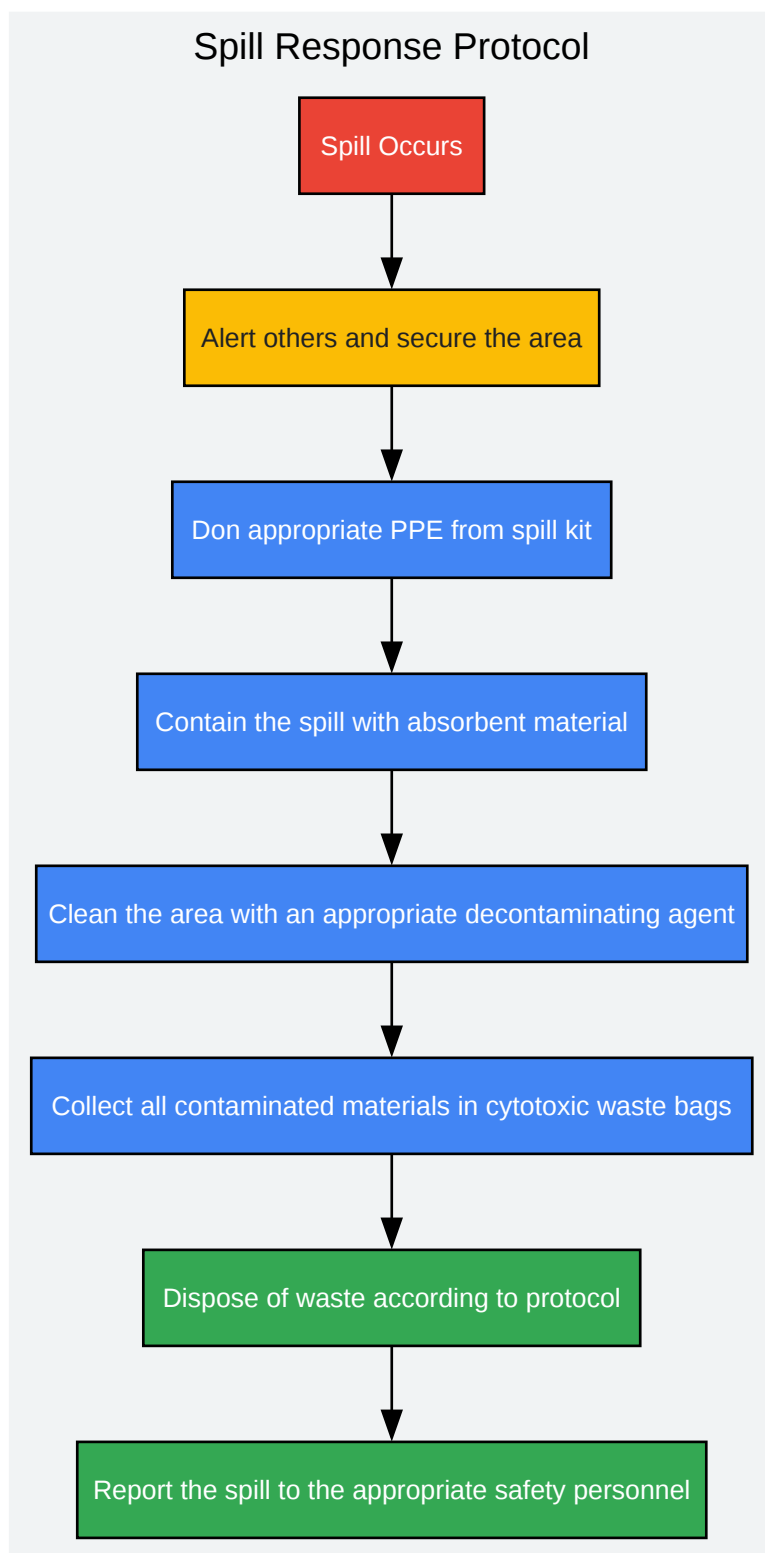 Spill Response Protocol
Spill Occurs
Alert others and secure the area
Don appropriate PPE from spill kit
Contain the spill with absorbent material
Clean the area with an appropriate decontaminating agent
Collect all contaminated materials in cytotoxic waste bags
Dispose of waste according to protocol
Report the spill to the appropriate safety personnel